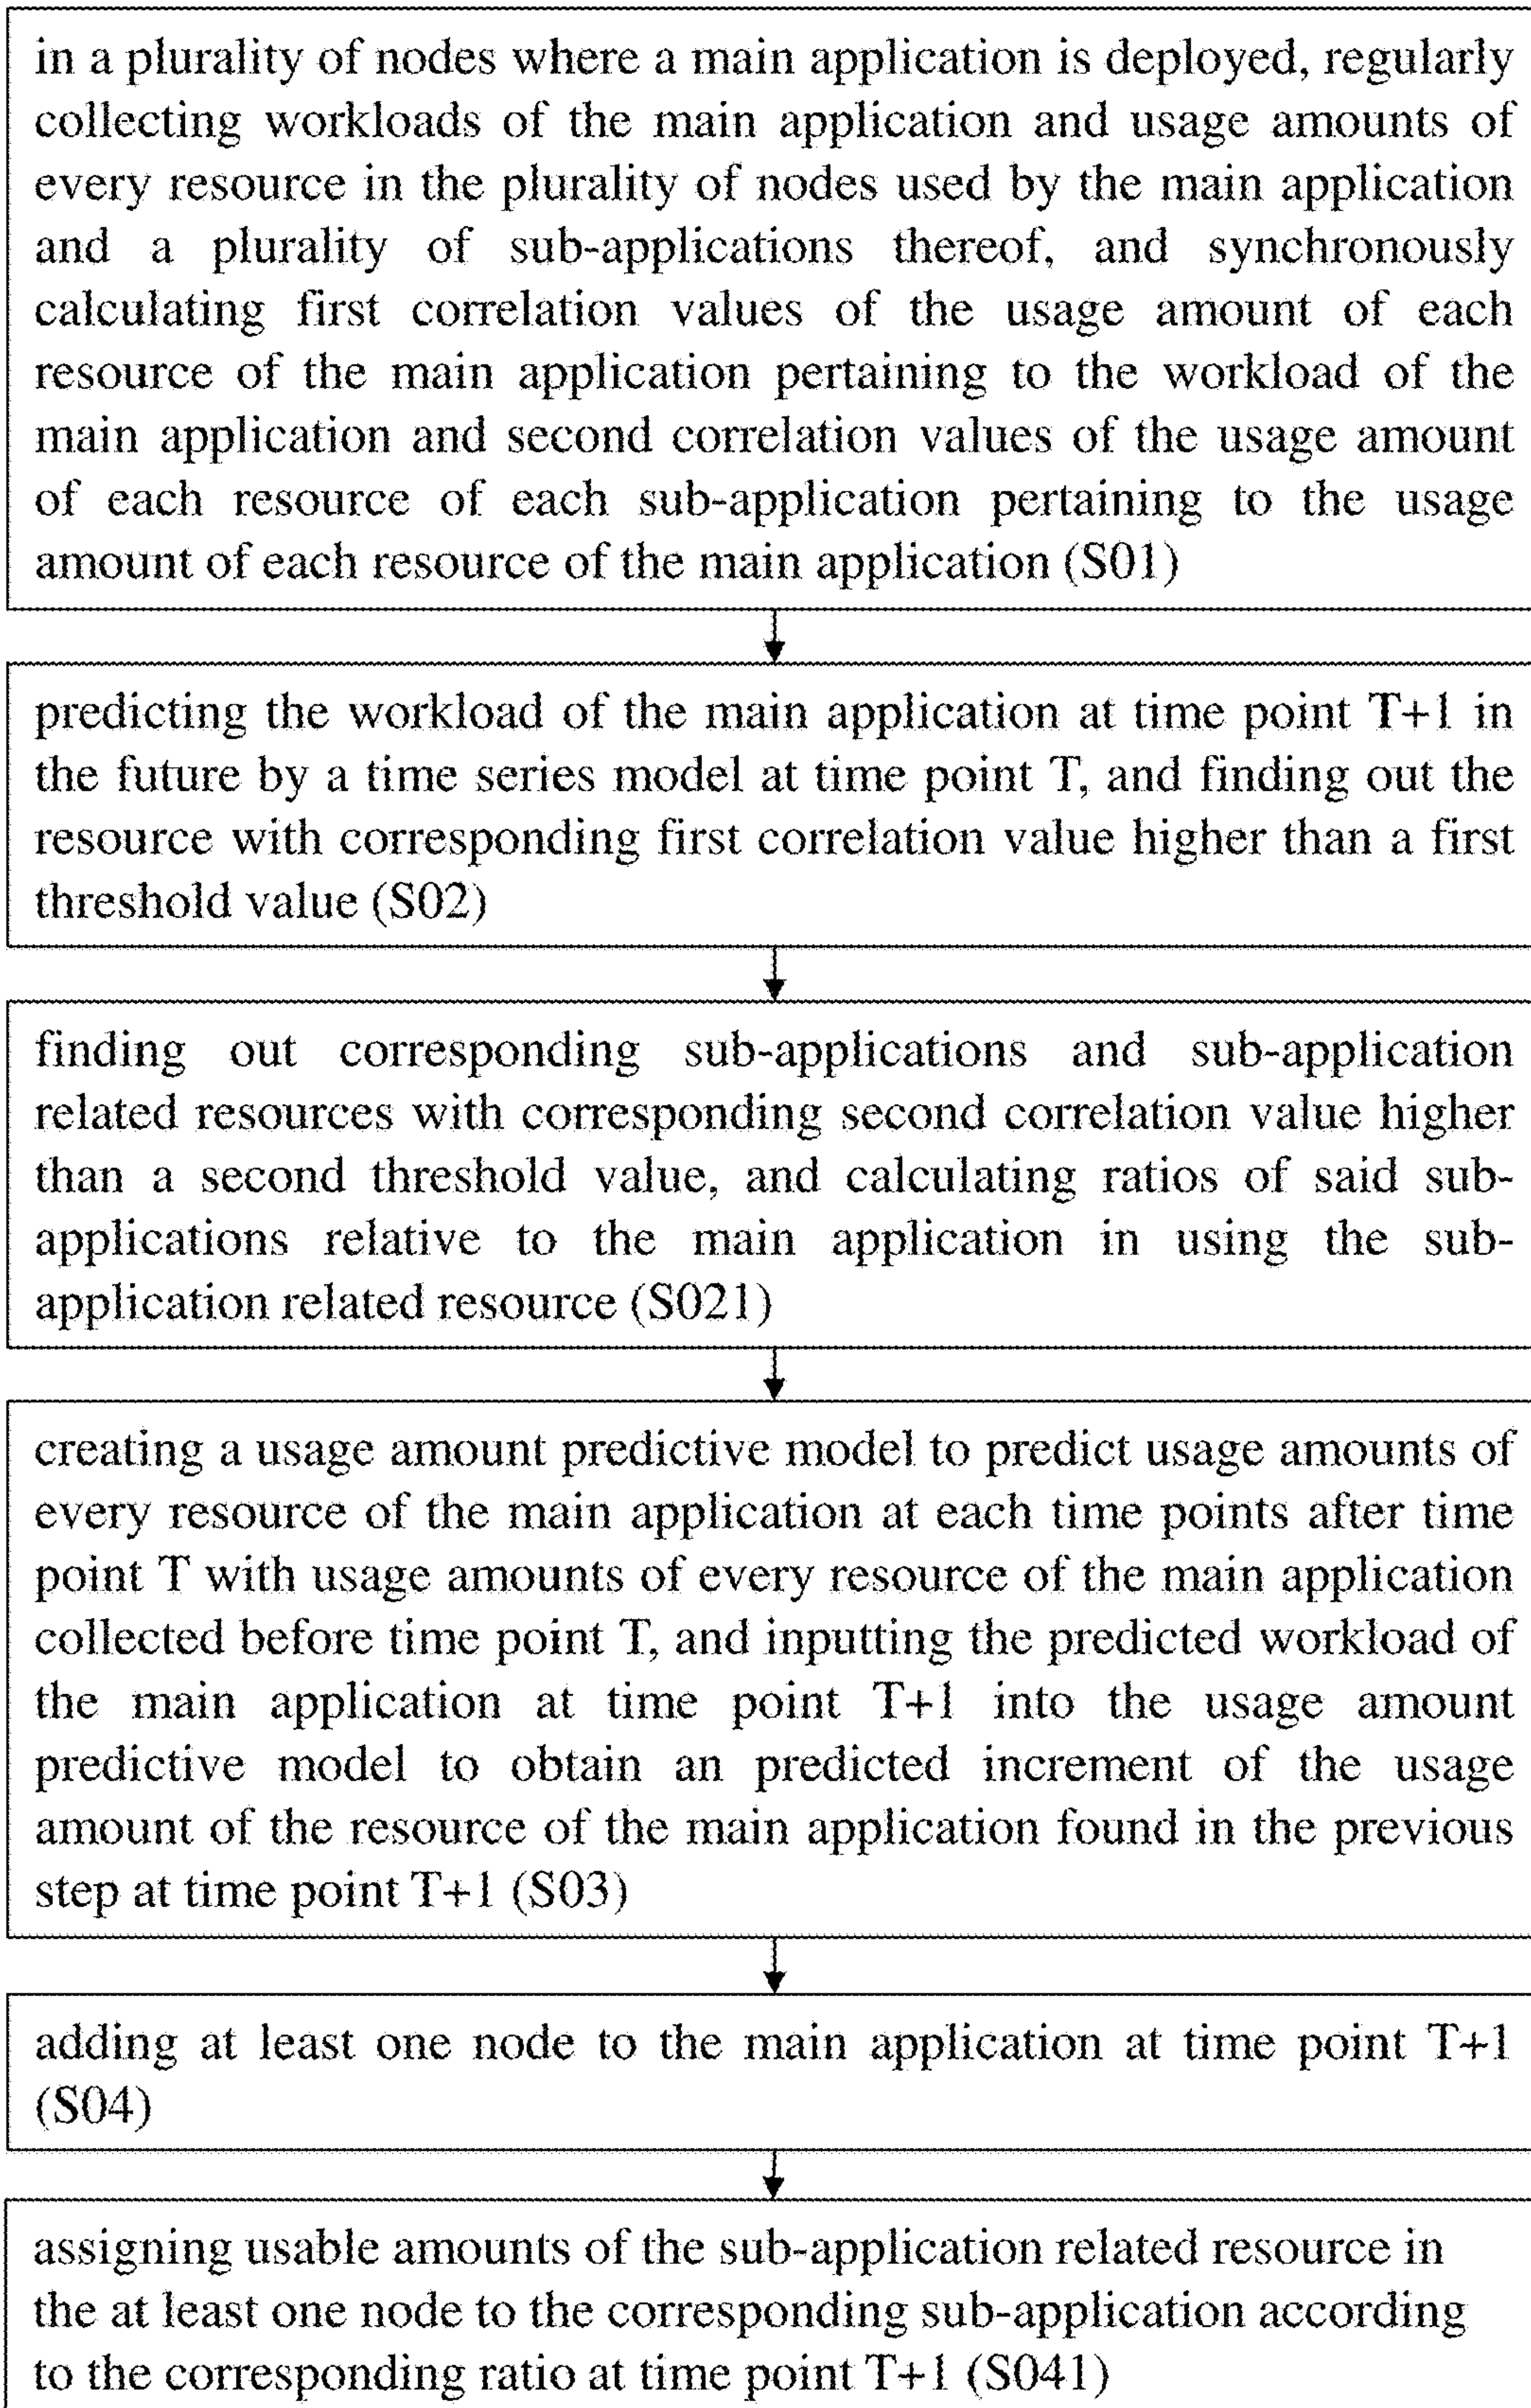 in a plurality of nodes where a main application is deployed, regularly
collecting workloads of the main application and usage amounts of
every resource in the plurality of nodes used by the main application
and a plurality of sub-applications thereof, and synchronously
calculating first correlation values of the usage amount of each
resource of the main application pertaining to the workload of the
main application and second correlation values of the usage amount
of each resource of each sub-application pertaining to the usage
amount of each resource of the main application (S01)
predicting the workload of the main application at time point T+1 in
the future by a time series model at time point T, and finding out the
resource with corresponding first correlation value higher than a first
threshold value (S02)
finding out corresponding sub-applications and sub-application
related resources with corresponding second correlation value higher
than a second threshold value, and calculating ratios of said sub-
applications relative to the main application in using the sub-
application related resource (S021)
creating a usage amount predictive model to predict usage amounts of
every resource of the main application at each time points after time
point T with usage amounts of every resource of the main application
collected before time point T, and inputting the predicted workload of
the main application at time point T+1 into the usage amount
predictive model to obtain an predicted increment of the usage
amount of the resource of the main application found in the previous
step at time point T+1 (S03)
adding at least one node to the main application at time point T+1
(S04)
assigning usable amounts of the sub-application related resource in
the at least one node to the corresponding sub-application according
to the corresponding ratio at time point T+1 (S041)